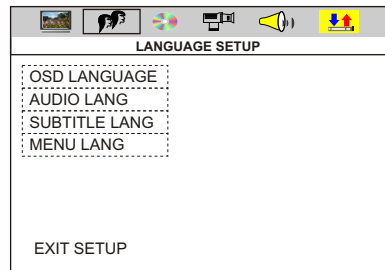 LANGUAGE SETUP
OSD LANGUAGE
AUDIO LANG
SUBTITLE LANG
MENU LANG
EXIT SETUP